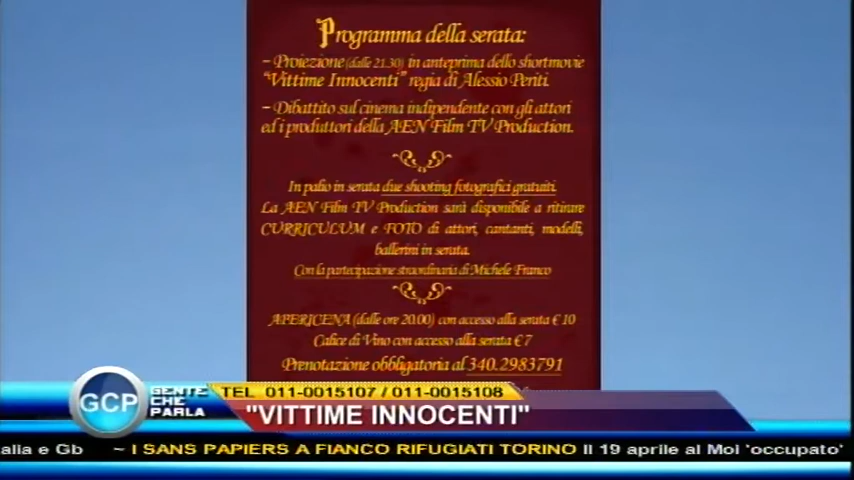 Programma della serata:
– Proiezione (dalle 21.30) in anteprima dello shortmovie
"Vittime Innocenti" regia di Alessio Periti.
– Dibattito sul cinema indipendente con gli attori
ed i produttori della AEN Film TV Production.
In palio in serata due shooting fotografici gratuiti.
La AEN Film TV Production sarà disponibile a ritirare
CURRICULUM e FOTO di attori, cantanti, modelli,
ballerini in serata.
Con la partecipazione straordinaria di Michele Franco
APERICENA (dalle ore 20.00) con accesso alla serata € 10
Calice di Vino con accesso alla serata € 7
Prenotazione obbligatoria al 340.2983791
GCP GENTE
CHE
PARLA
TEL 011-0015107 / 011-0015108
"VITTIME INNOCENTI"
alia e Gb ~ I SANS PAPIERS A FIANCO RIFUGIATI TORINO Il 19 aprile al Moi 'occupato'